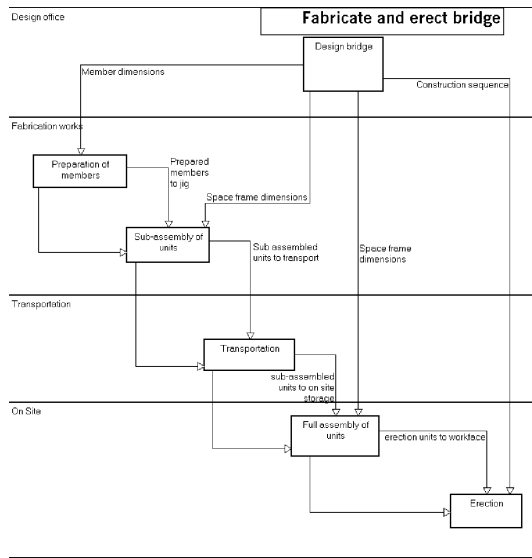 Design office
Fabricate and erect bridge
Design bridge
Member dimensions
Construction sequence
Fabrication works
Preparation of
members
Prepared
members
to jig
Space frame dimensions
Sub-assembly of
units
Sub assembled
units to transport
Space frame
dimensions
Transportation
Transportation
sub-assembled
units to on site
storage
On Site
Full assembly of
units
erection units to workface
Erection